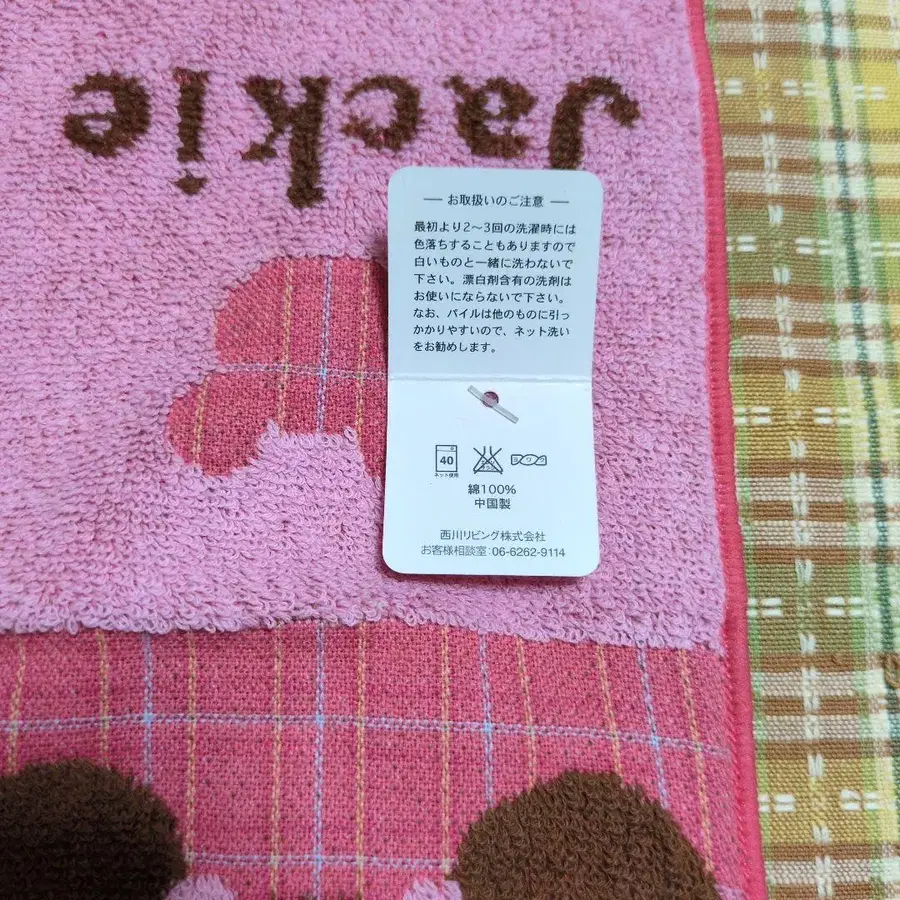 Jackie
お取扱いのご注意
最初より2〜3回の洗濯時には
色落ちすることもありますので
白いものと一緒に洗わないで
下さい。漂白剤含有の洗剤は
お使いにならないで下さい。
なお、パイルは他のものに引っ
かかりやすいので、ネット洗い
をお勧めします。
40
ネット使用
綿100%
中国製
西川リビング株式会社
お客様相談室:06-6262-9114